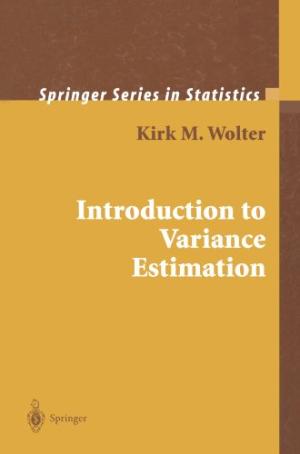 Springer Series in Statistics
Kirk M. Wolter
Introduction to
Variance
Estimation
Springer